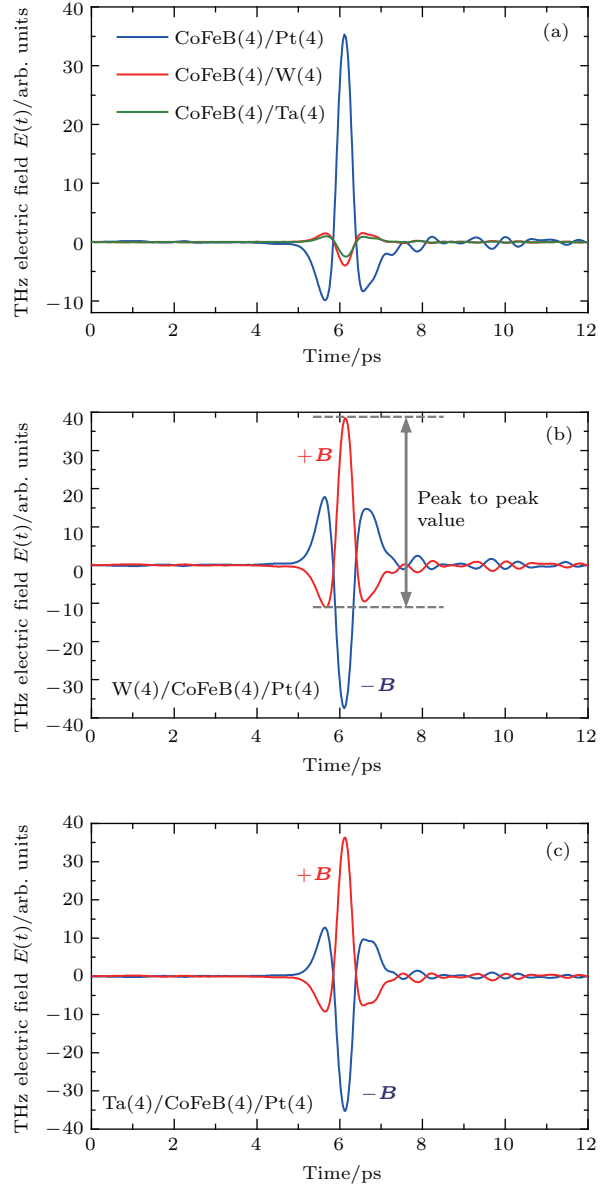 (a)
CoFeB(4)/Pt(4)
CoFeB(4)/W(4)
CoFeB(4)/Ta(4)
THz electric field E(t)/arb. units
40
30
20
10
0
−10
0 2 4 6 8 10 12
Time/ps
(b)
+B
Peak to peak
value
−B
W(4)/CoFeB(4)/Pt(4)
THz electric field E(t)/arb. units
40
30
20
10
0
−10
−20
−30
−40
0 2 4 6 8 10 12
Time/ps
(c)
+B
−B
Ta(4)/CoFeB(4)/Pt(4)
THz electric field E(t)/arb. units
40
30
20
10
0
−10
−20
−30
−40
0 2 4 6 8 10 12
Time/ps